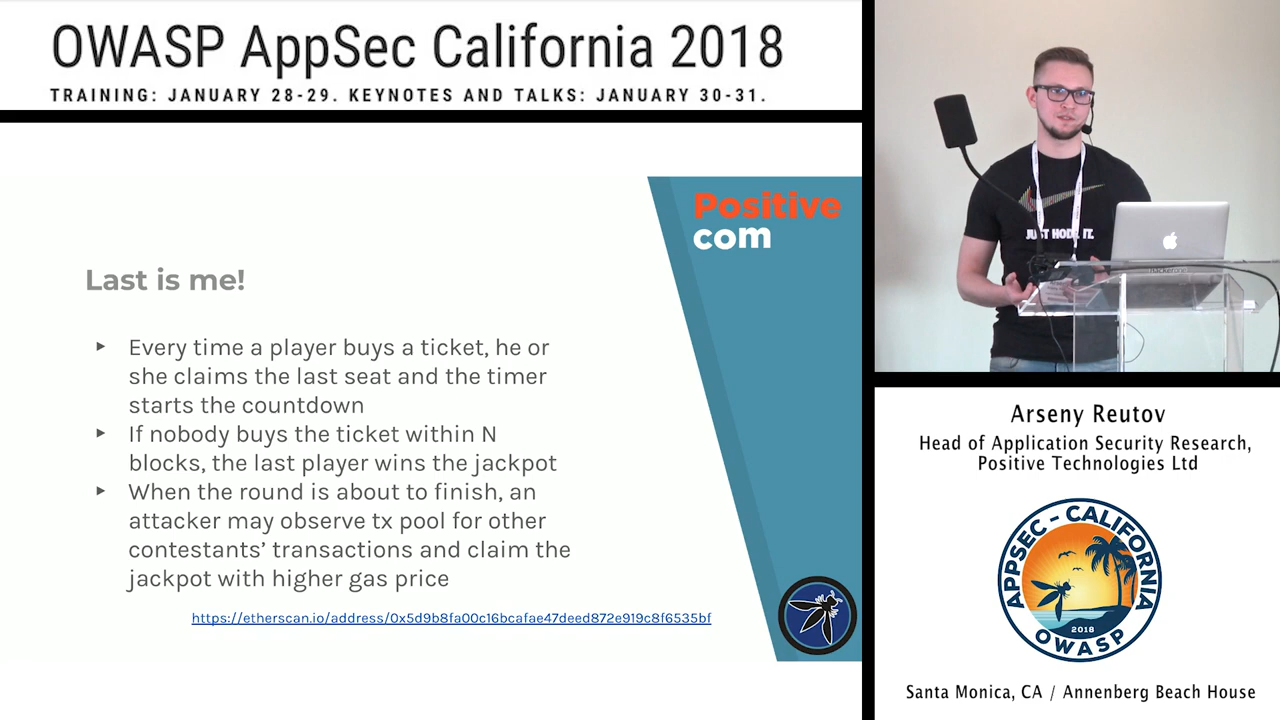 OWASP AppSec California 2018
TRAINING: JANUARY 28-29. KEYNOTES AND TALKS: JANUARY 30-31.
Positive
com
Last is me!
Every time a player buys a ticket, he or
she claims the last seat and the timer
starts the countdown
If nobody buys the ticket within N
blocks, the last player wins the jackpot
When the round is about to finish, an
attacker may observe tx pool for other
contestants' transactions and claim the
jackpot with higher gas price
https://etherscan.io/address/0x5d9b8fa00c16bcafae47deed872e919c8f6535bf
JUST HODL IT.
Arseny Reutov
Head of Application Security Research,
Positive Technologies Ltd
APPSEC - CALIFORNIA
2018
OWASP
Santa Monica, CA / Annenberg Beach House